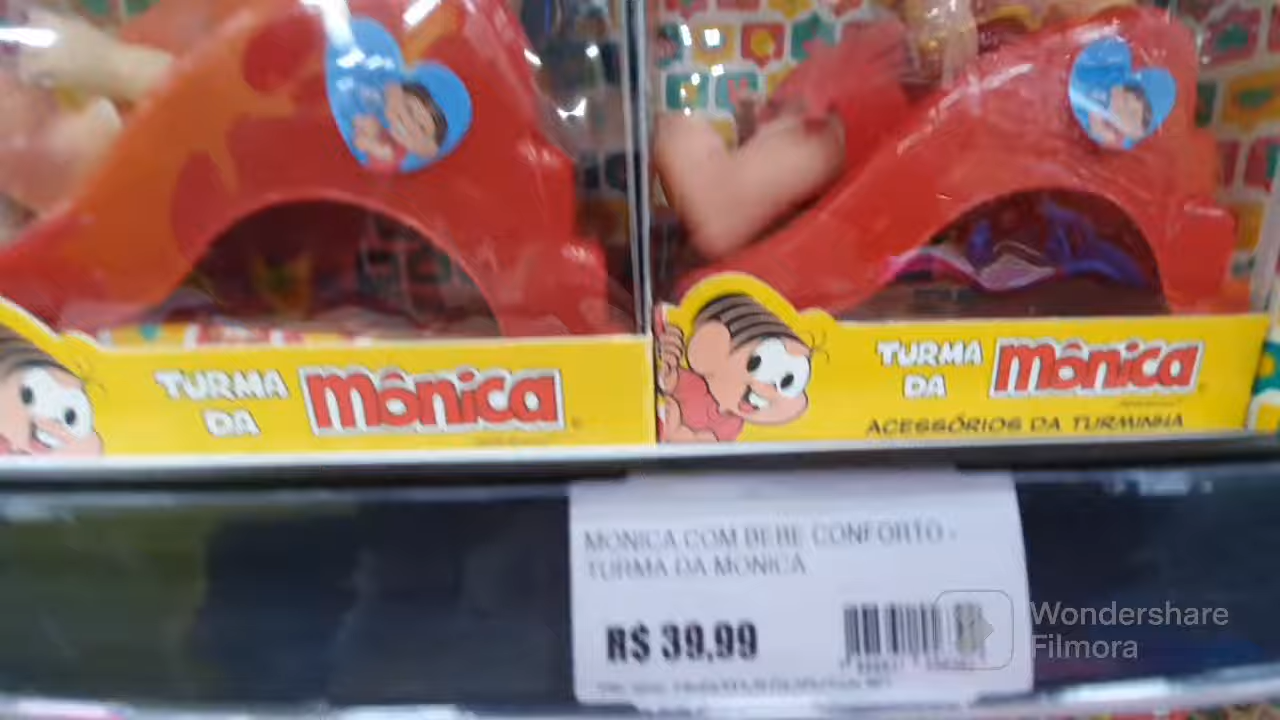 TURMA
DA
Mônica
TURMA
DA
Mônica
ACESSÓRIOS DA TURMINHA
MONICA COM BEBE CONFORTO -
TURMA DA MONICA
R$ 39,99
Wondershare
Filmora